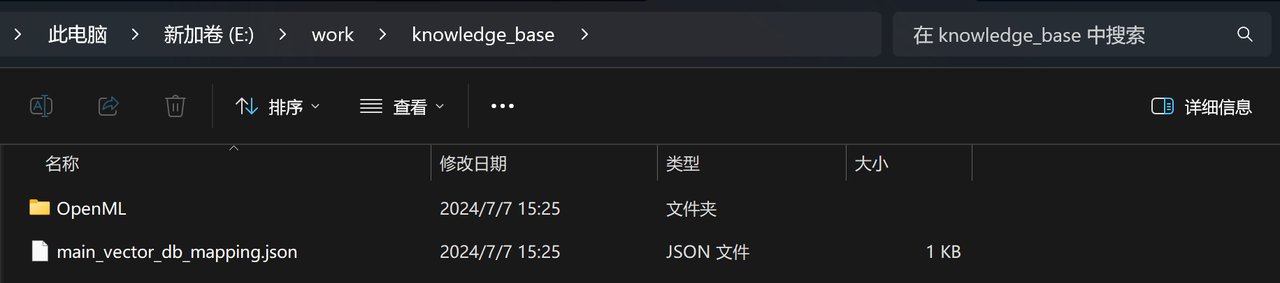 此电脑 新加卷 (E:) work knowledge_base 在 knowledge_base 中搜索
排序 查看 详细信息
名称 修改日期 类型 大小
OpenML 2024/7/7 15:25 文件夹
main_vector_db_mapping.json 2024/7/7 15:25 JSON 文件 1 KB